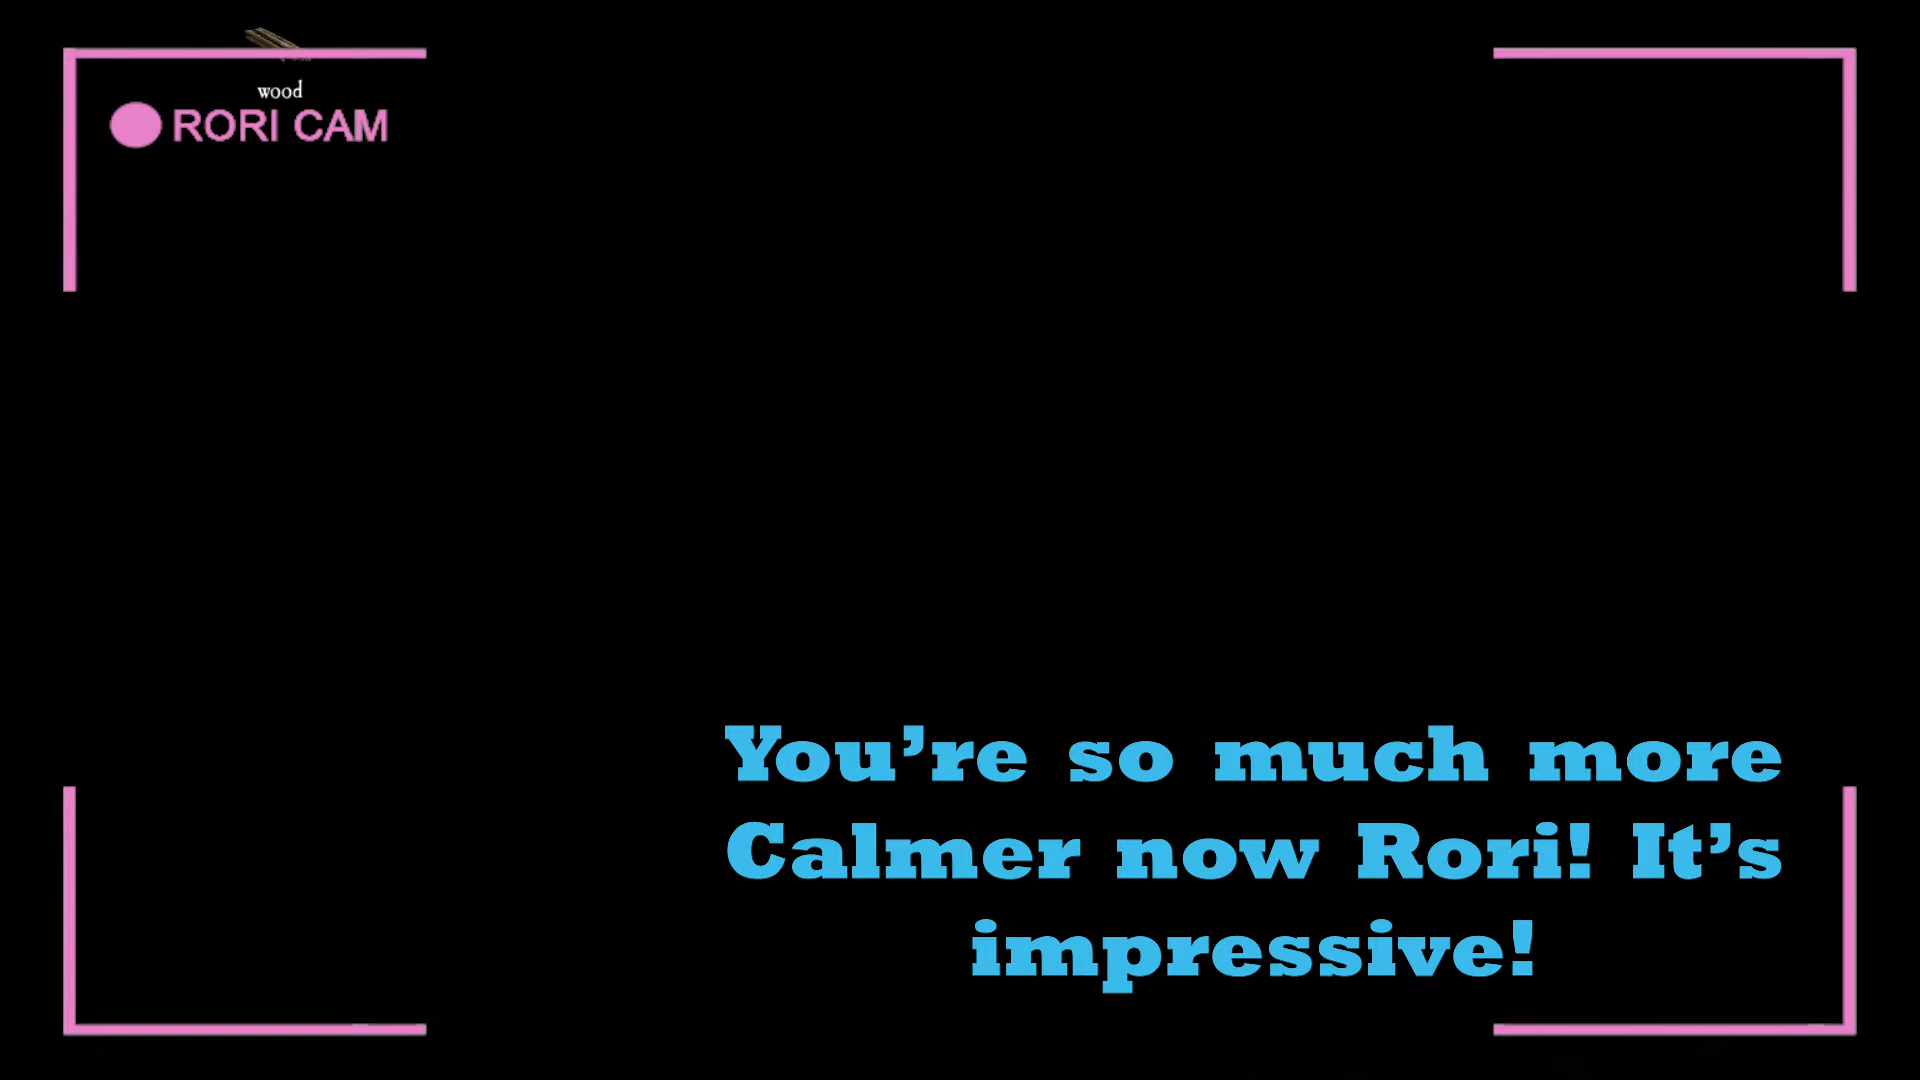 wood
RORI CAM
You’re so much more
Calmer now Rori! It’s
impressive!